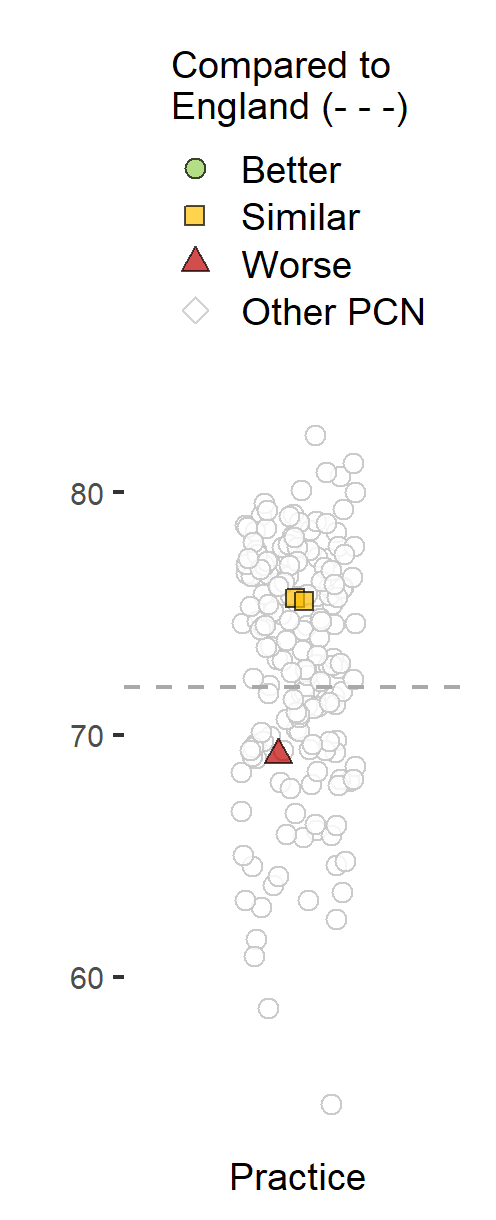 Compared to
England (- - -)
Better
Similar
Worse
Other PCN
80
70
60
Practice